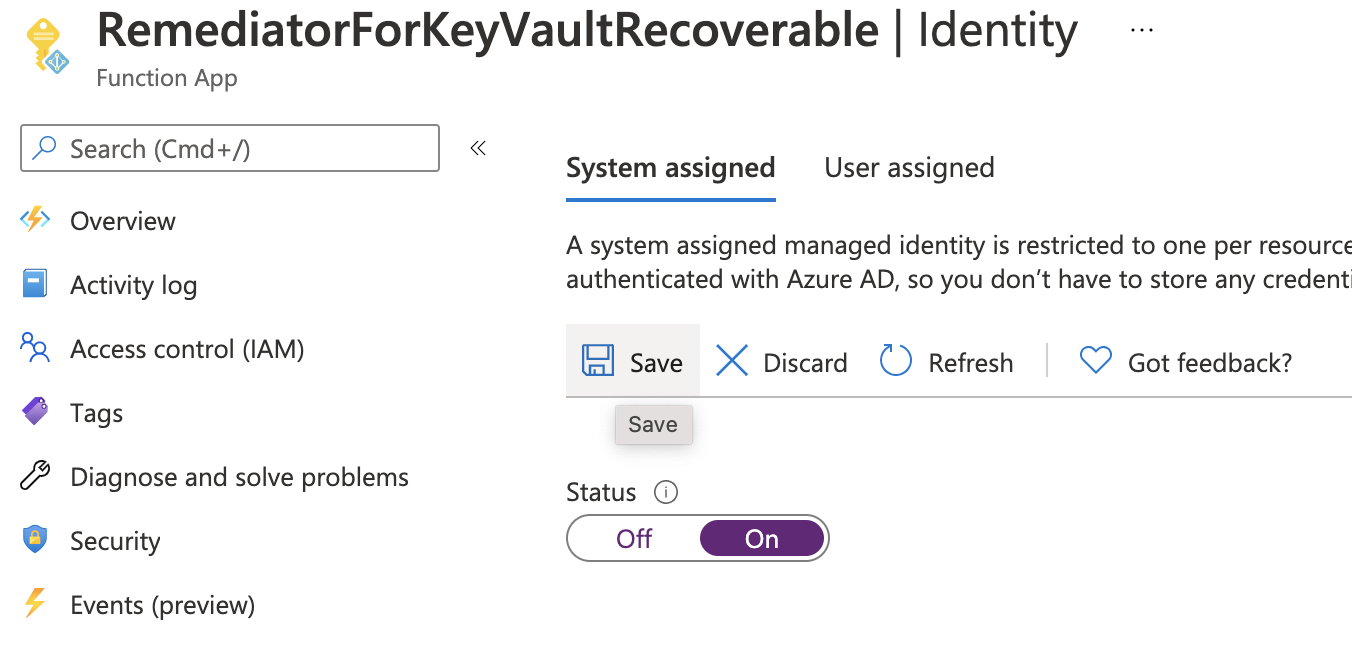 RemediatorForKeyVaultRecoverable | Identity ...
Function App
Search (Cmd+/)
«
Overview
Activity log
Access control (IAM)
Tags
Diagnose and solve problems
Security
Events (preview)
System assigned User assigned
A system assigned managed identity is restricted to one per resource
authenticated with Azure AD, so you don’t have to store any credenti
Save Discard Refresh Got feedback?
Save
Status
Off On